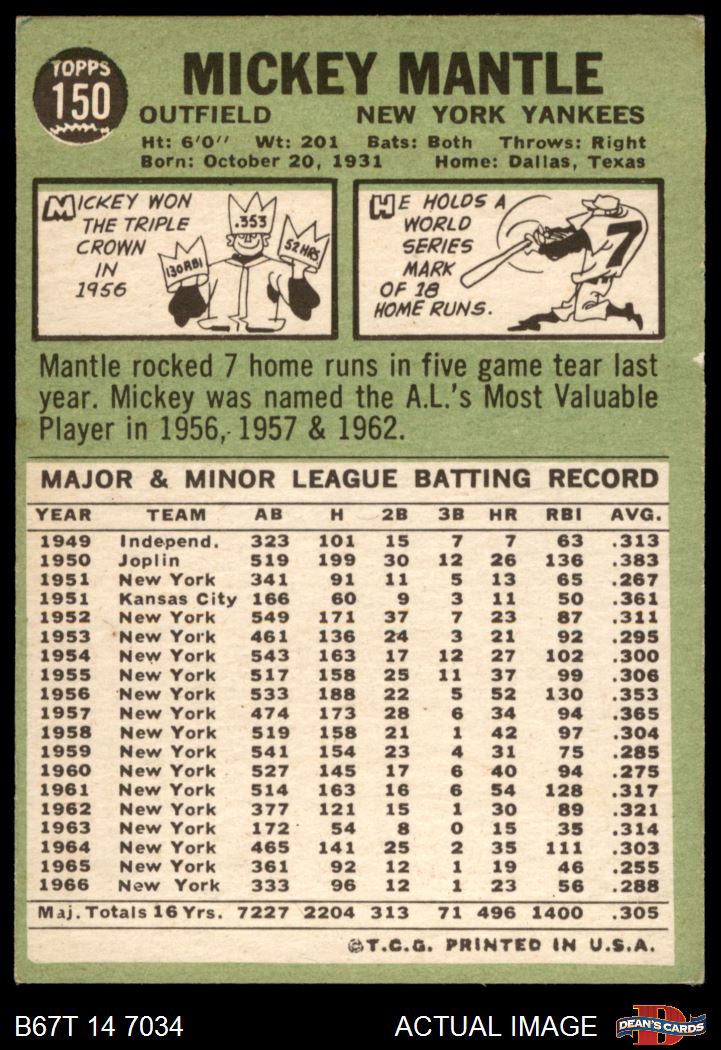 TOPPS
150
MICKEY MANTLE
OUTFIELD NEW YORK YANKEES
Ht: 6'0" Wt: 201 Bats: Both Throws: Right
Born: October 20, 1931 Home: Dallas, Texas
MICKEY WON
THE TRIPLE
CROWN
IN
1956
.353
130 RBI
52 HRS
HE HOLDS A
WORLD
SERIES
MARK
OF 18
HOME RUNS.
7
Mantle rocked 7 home runs in five game tear last
year. Mickey was named the A.L.'s Most Valuable
Player in 1956, 1957 & 1962.
MAJOR & MINOR LEAGUE BATTING RECORD
YEAR TEAM AB H 2B 3B HR RBI AVG.
1949 Independ. 323 101 15 7 7 63 .313
1950 Joplin 519 199 30 12 26 136 .383
1951 New York 341 91 11 5 13 65 .267
1951 Kansas City 166 60 9 3 11 50 .361
1952 New York 549 171 37 7 23 87 .311
1953 New York 461 136 24 3 21 92 .295
1954 New York 543 163 17 12 27 102 .300
1955 New York 517 158 25 11 37 99 .306
1956 New York 533 188 22 5 52 130 .353
1957 New York 474 173 28 6 34 94 .365
1958 New York 519 158 21 1 42 97 .304
1959 New York 541 154 23 4 31 75 .285
1960 New York 527 145 17 6 40 94 .275
1961 New York 514 163 16 6 54 128 .317
1962 New York 377 121 15 1 30 89 .321
1963 New York 172 54 8 0 15 35 .314
1964 New York 465 141 25 2 35 111 .303
1965 New York 361 92 12 1 19 46 .255
1966 New York 333 96 12 1 23 56 .288
Maj. Totals 16 Yrs. 7227 2204 313 71 496 1400 .305
©T.C.G. PRINTED IN U.S.A.
B67T 14 7034 ACTUAL IMAGE
D
DEAN'S CARDS